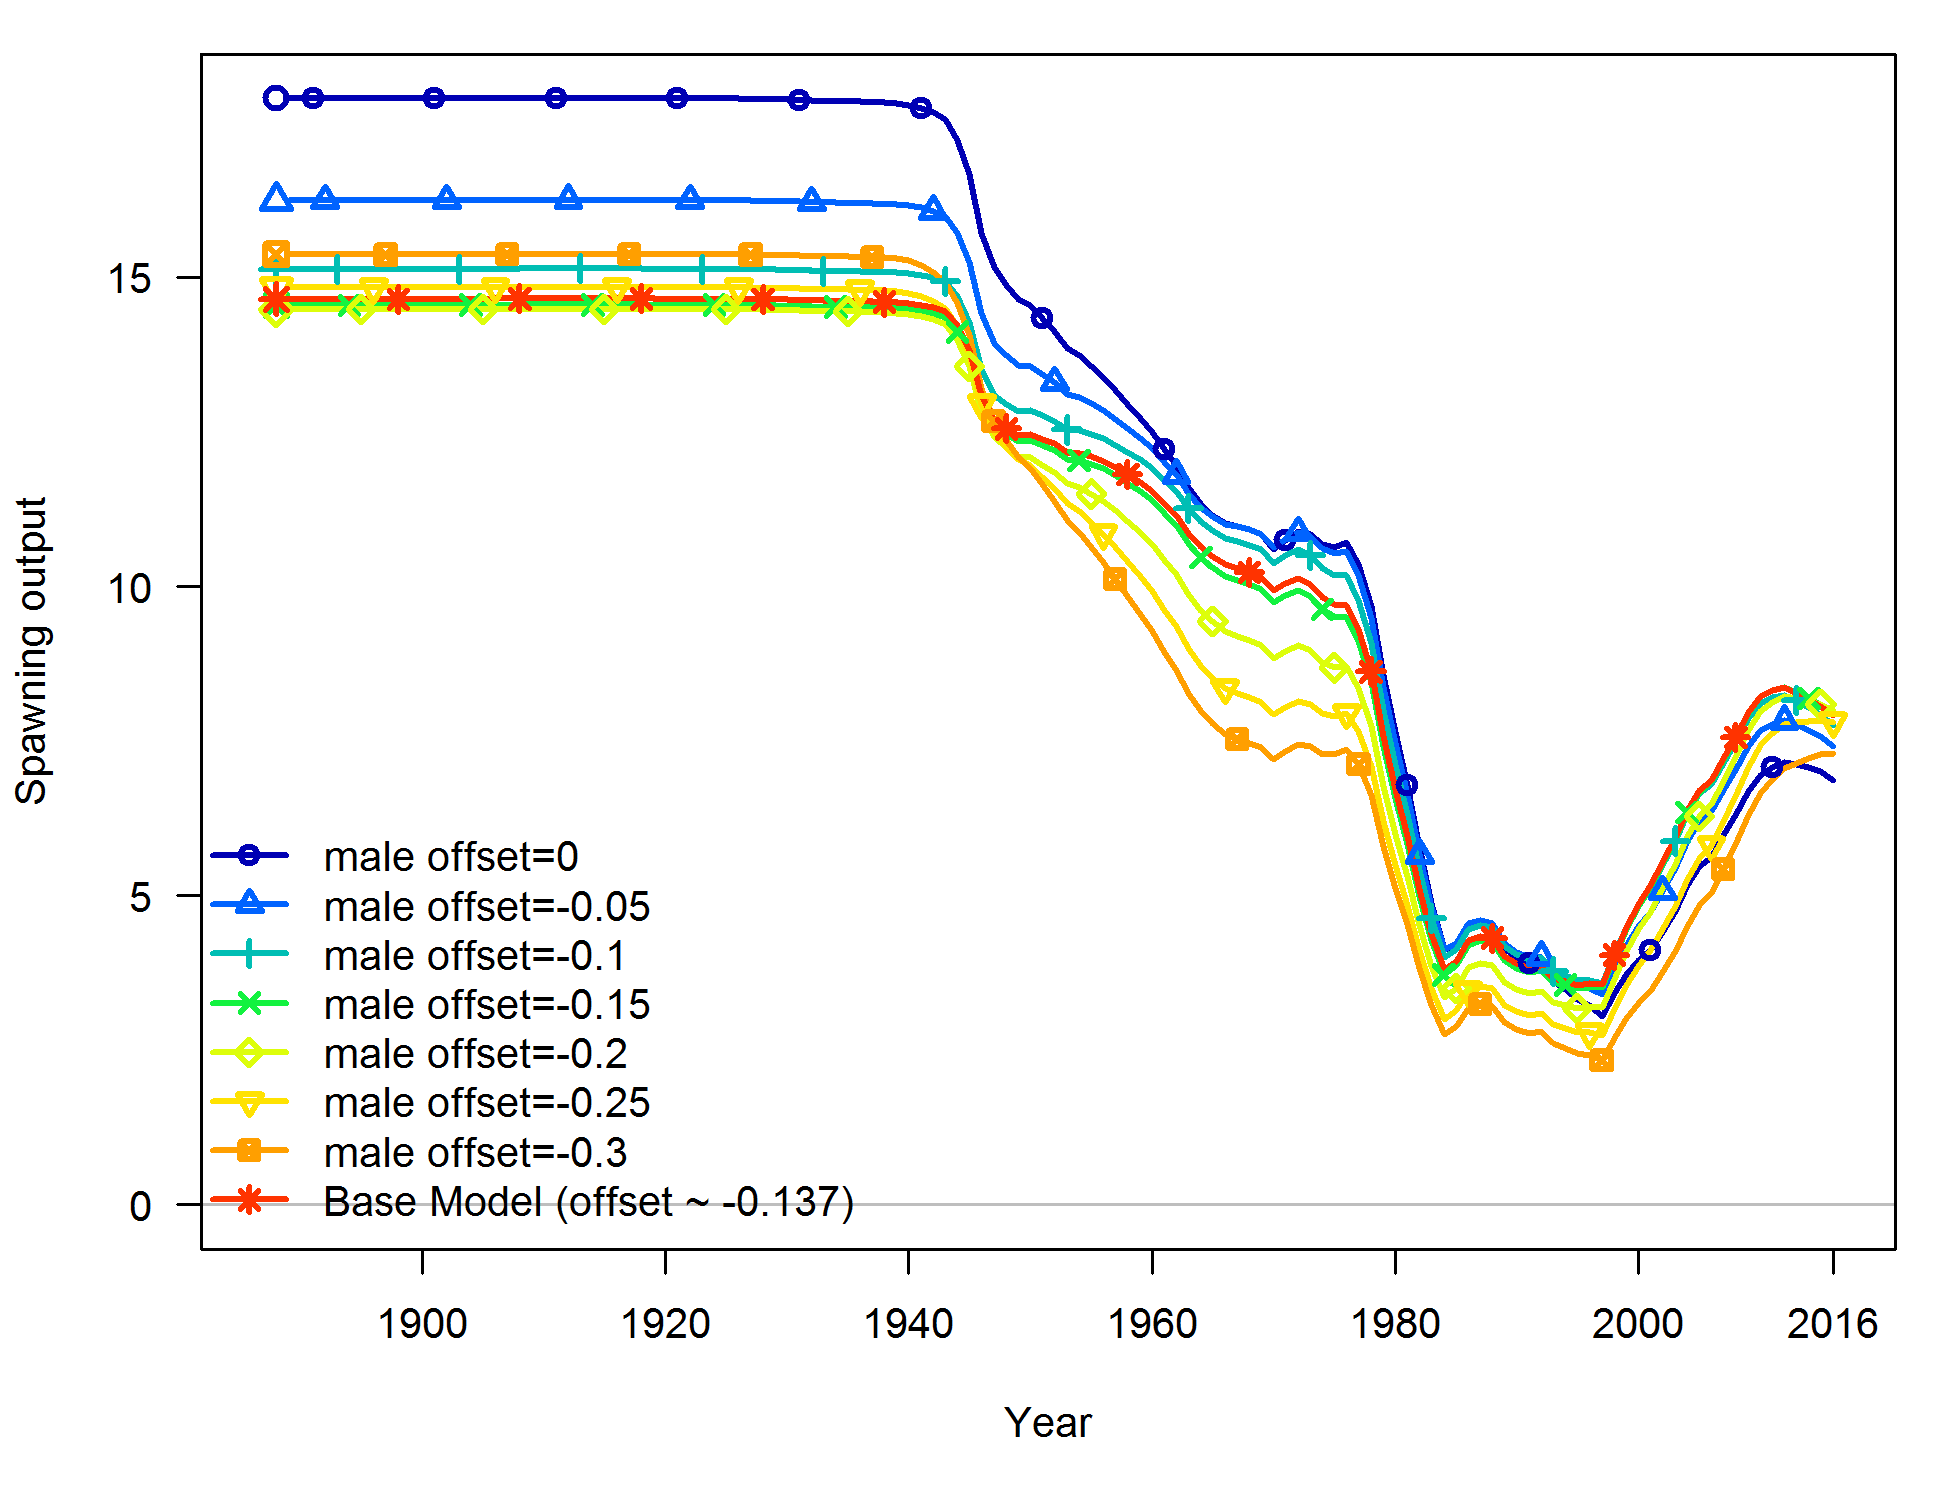 Spawning output
15
10
5
0
male offset=0
male offset=-0.05
male offset=-0.1
male offset=-0.15
male offset=-0.2
male offset=-0.25
male offset=-0.3
Base Model (offset ~ -0.137)
1900 1920 1940 1960 1980 2000 2016
Year